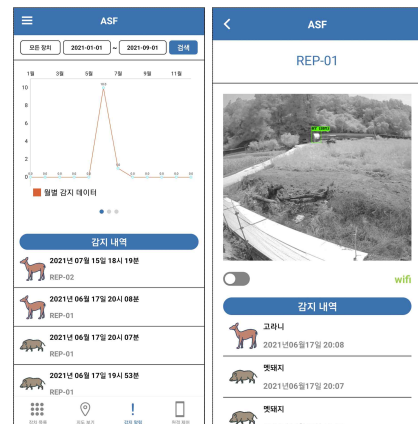 ASF
모든 장치
2021-01-01 ~ 2021-09-01
검색
1월 3월 5월 7월 9월 11월
10
8
6
4
2
0
월별 감지 데이터
감지 내역
2021년 07월 15일 18시 19분
REP-02
2021년 06월 17일 20시 08분
REP-01
2021년 06월 17일 20시 07분
REP-01
2021년 06월 17일 19시 53분
REP-01
ASF
REP-01
wifi
감지 내역
고라니
2021년06월17일 20:08
멧돼지
2021년06월17일 20:07
멧돼지